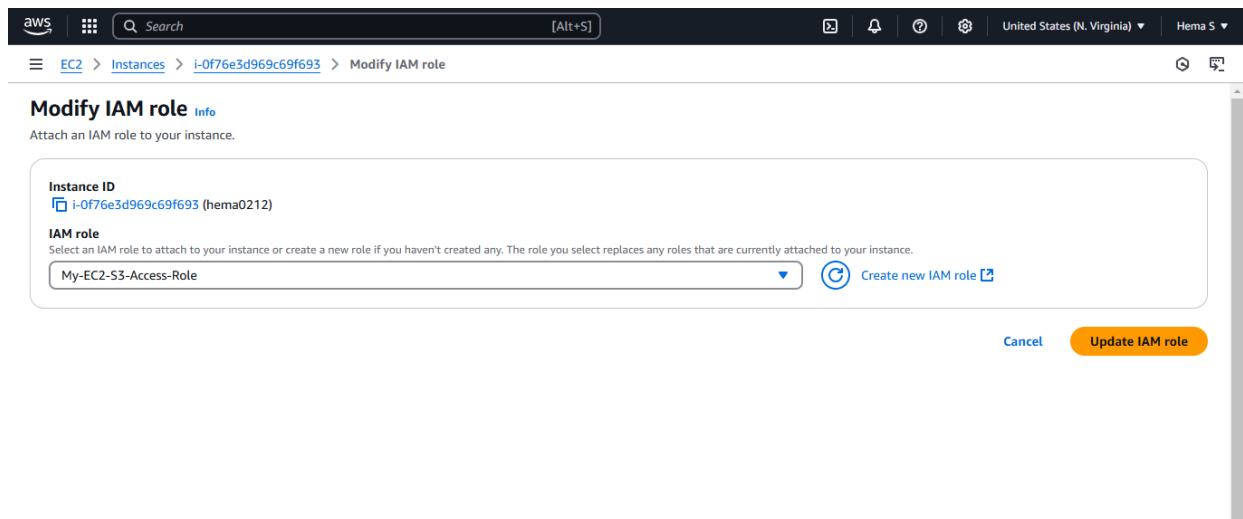 aws Search [Alt+S] United States (N. Virginia) Hema S
EC2 > Instances > i-0f76e3d969c69f693 > Modify IAM role
Modify IAM role Info
Attach an IAM role to your instance.
Instance ID
i-0f76e3d969c69f693 (hema0212)
IAM role
Select an IAM role to attach to your instance or create a new role if you haven't created any. The role you select replaces any roles that are currently attached to your instance.
My-EC2-S3-Access-Role Create new IAM role
Cancel Update IAM role